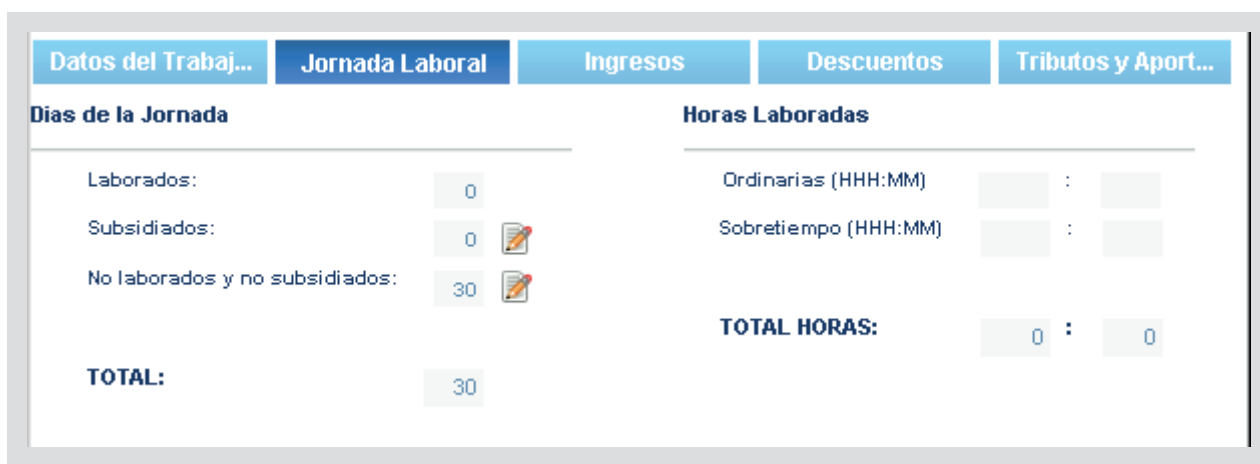 Datos del Trabaj... Jornada Laboral Ingresos Descuentos Tributos y Aport...
Dias de la Jornada
Laborados: 0
Subsidiados: 0
No laborados y no subsidiados: 30
TOTAL: 30
Horas Laboradas
Ordinarias (HHH:MM) :
Sobretiempo (HHH:MM) :
TOTAL HORAS: 0 : 0